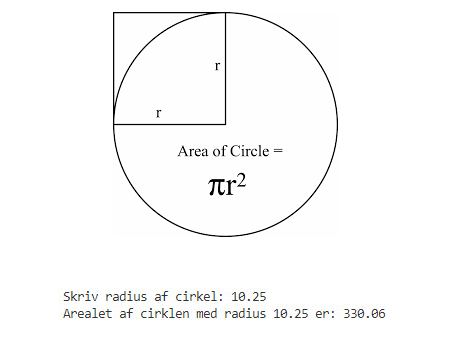 r
r
Area of Circle =
πr²
Skriv radius af cirkel: 10.25
Arealet af cirklen med radius 10.25 er: 330.06